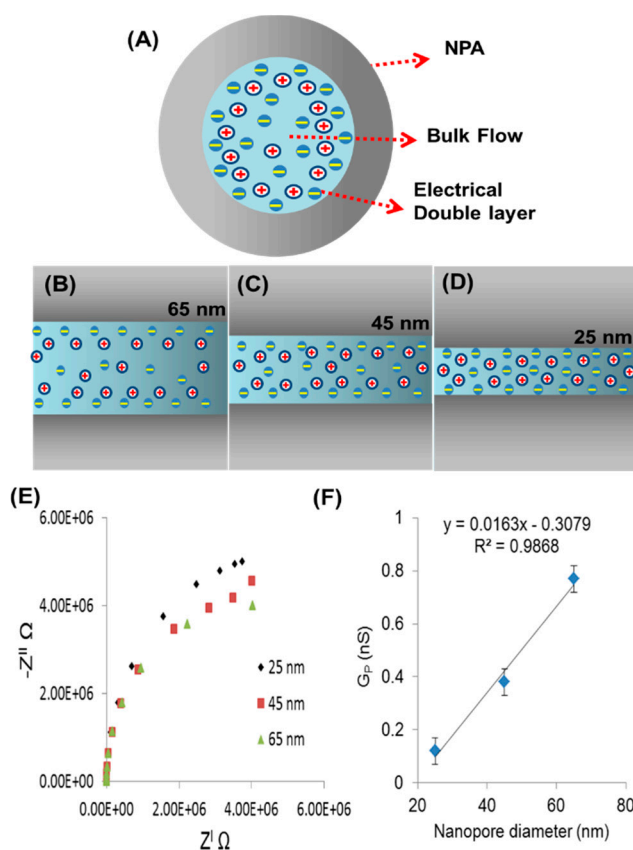 (A)
NPA
Bulk Flow
Electrical
Double layer
(B)
65 nm
(C)
45 nm
(D)
25 nm
(E)
6.00E+06
4.00E+06
2.00E+06
0.00E+00
-Z^II Ω
25 nm
45 nm
65 nm
0.00E+00 2.00E+06 4.00E+06 6.00E+06
Z^I Ω
(F)
y = 0.0163x - 0.3079
R² = 0.9868
1
0.8
0.6
0.4
0.2
0
G_P (nS)
20 40 60 80
Nanopore diameter (nm)